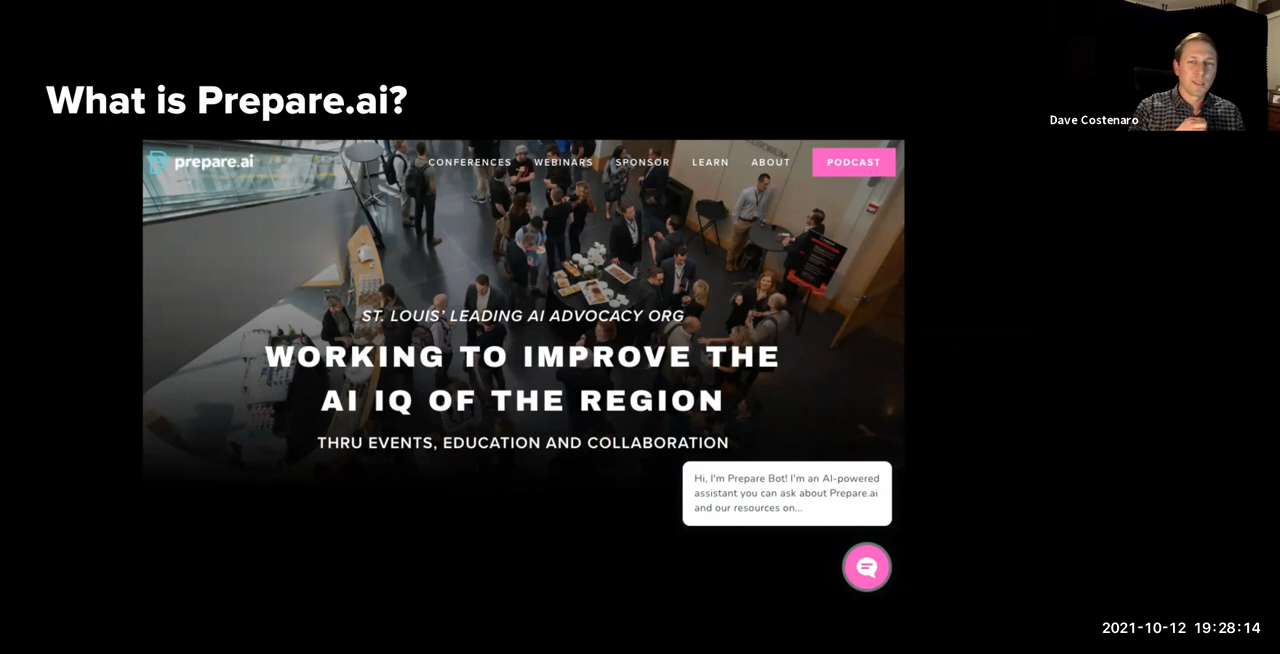 What is Prepare.ai?
Dave Costenaro
prepare.ai
CONFERENCES WEBINARS SPONSOR LEARN ABOUT PODCAST
ST. LOUIS' LEADING AI ADVOCACY ORG
WORKING TO IMPROVE THE
AI IQ OF THE REGION
THRU EVENTS, EDUCATION AND COLLABORATION
Hi, I'm Prepare Bot! I'm an AI-powered
assistant you can ask about Prepare.ai
and our resources on...
2021-10-12 19:28:14